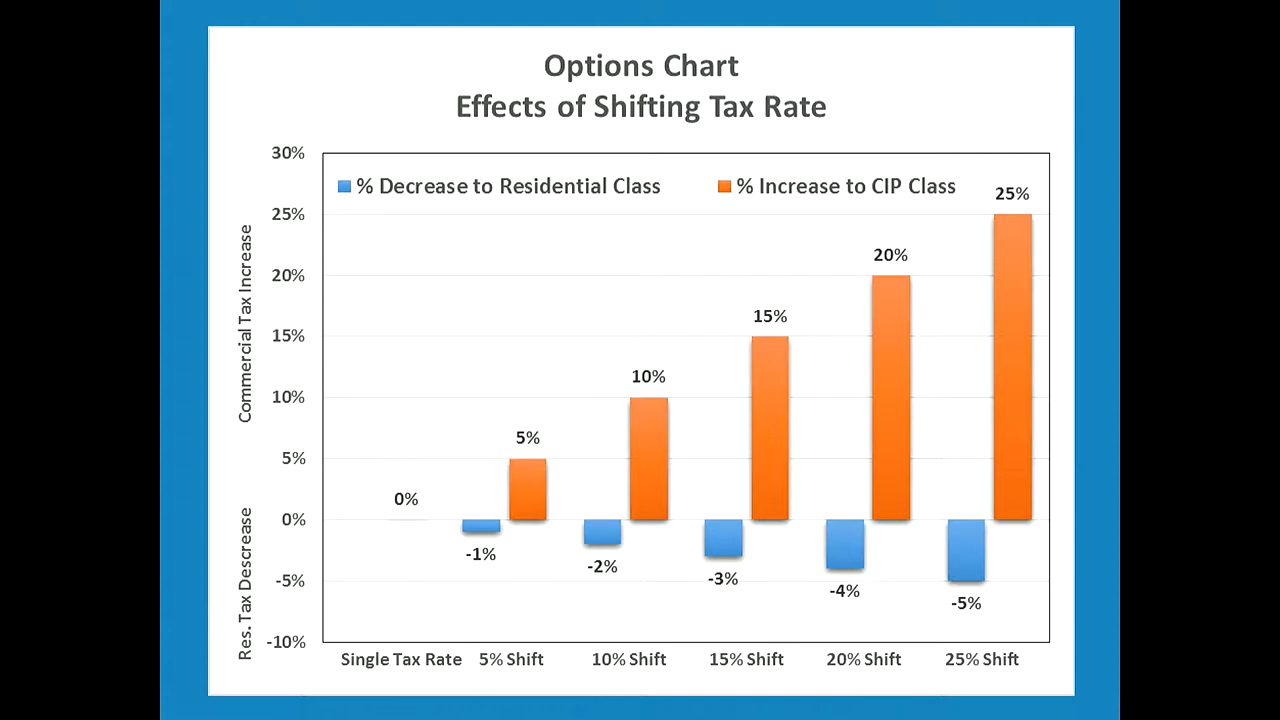 Options Chart
Effects of Shifting Tax Rate
30%
25%
20%
15%
10%
5%
0%
-5%
-10%
Commercial Tax Increase
Res. Tax Descrease
% Decrease to Residential Class
% Increase to CIP Class
0%
5%
10%
15%
20%
25%
-1%
-2%
-3%
-4%
-5%
Single Tax Rate 5% Shift 10% Shift 15% Shift 20% Shift 25% Shift